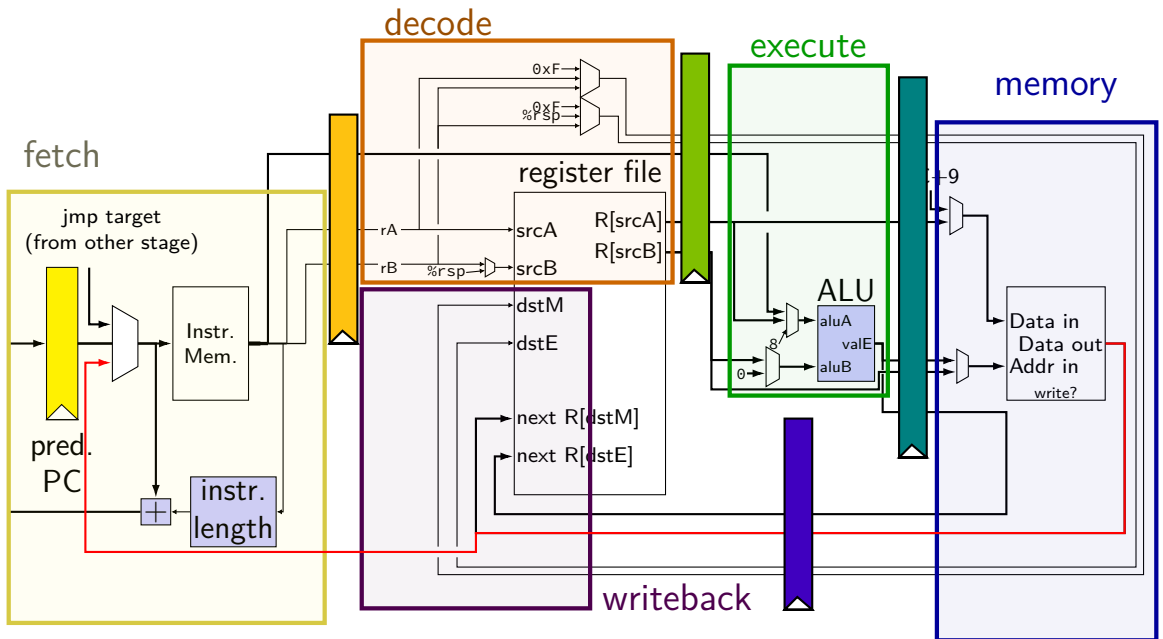 decode
execute
memory
fetch
0xF
0xF
%rsp
register file
+9
jmp target
(from other stage)
rA
rB
%rsp
srcA
srcB
R[srcA]
R[srcB]
dstM
dstE
Instr.
Mem.
ALU
aluA
valE
aluB
8
0
Data in
Data out
Addr in
write?
next R[dstM]
next R[dstE]
pred.
PC
instr.
length
+
writeback